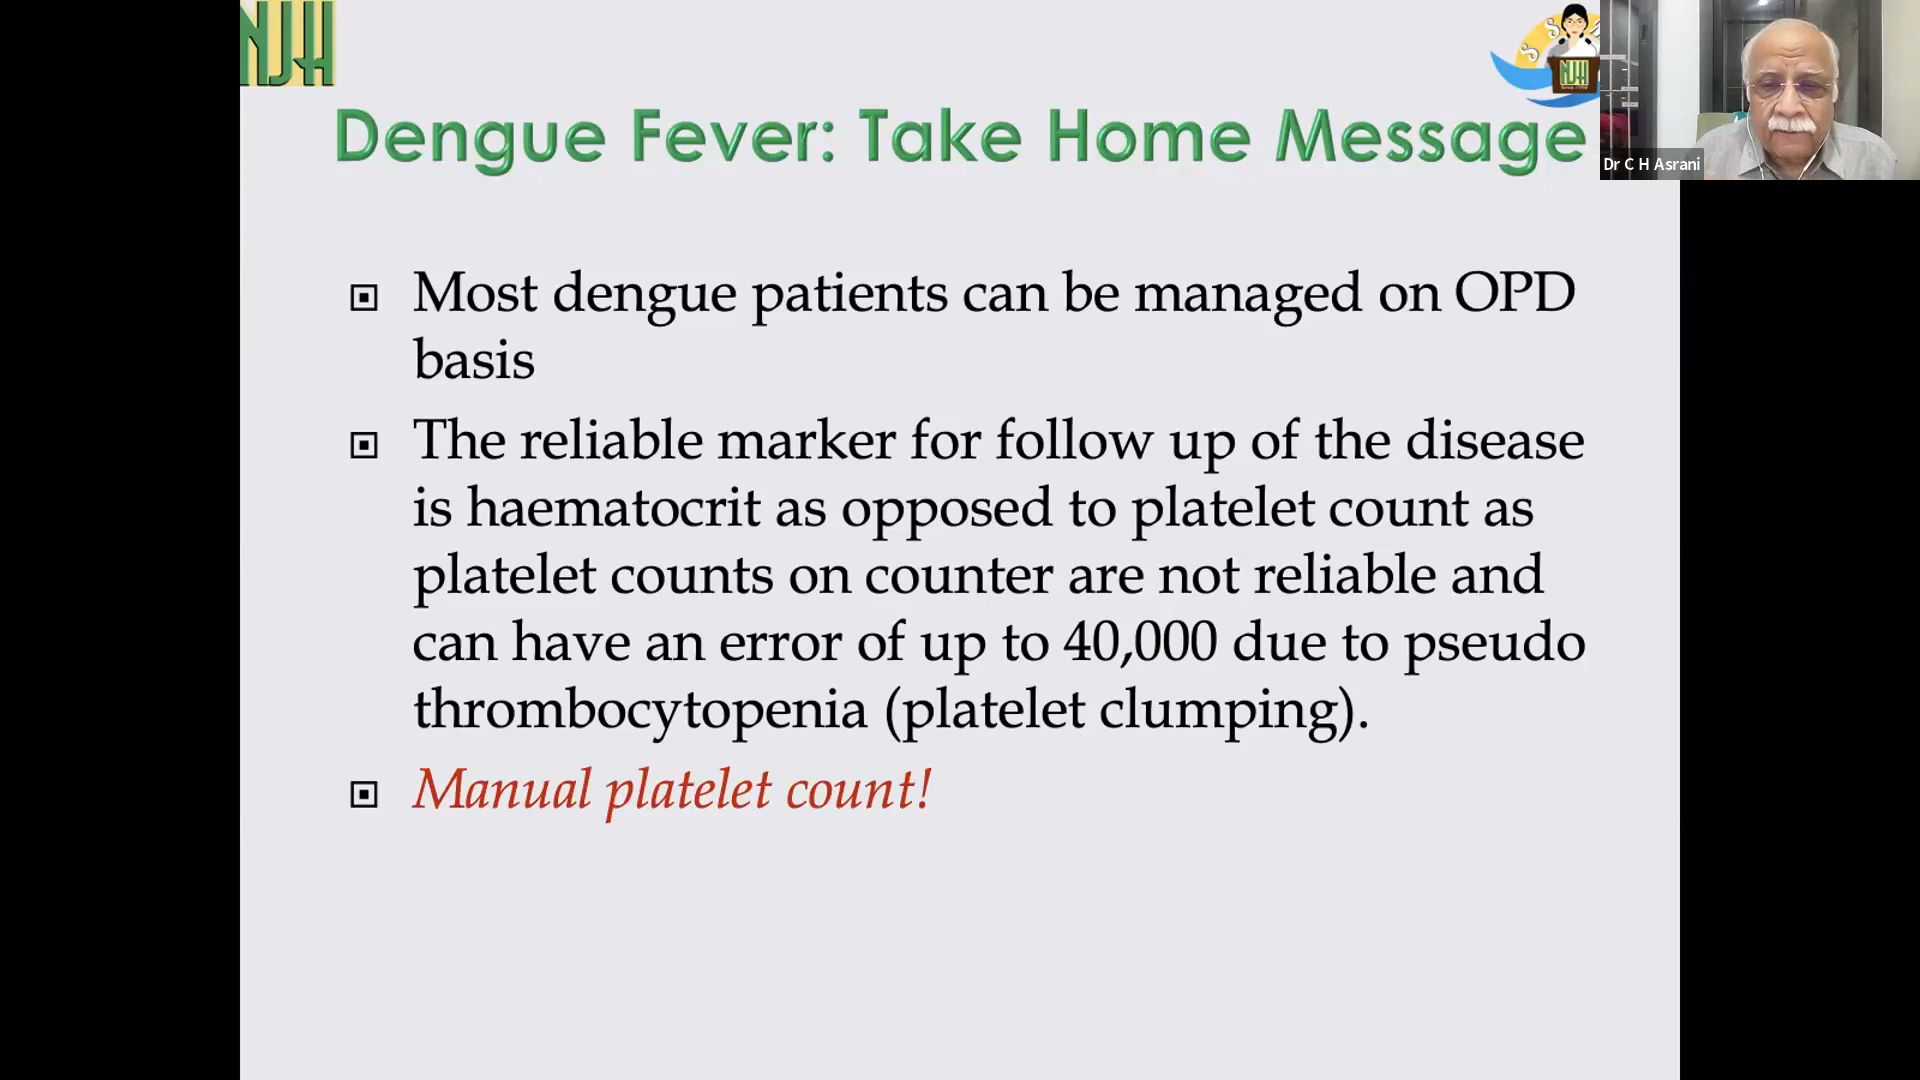 NJH
S S
NJH
Dengue Fever: Take Home Message
Dr C H Asrani
Most dengue patients can be managed on OPD
basis
The reliable marker for follow up of the disease
is haematocrit as opposed to platelet count as
platelet counts on counter are not reliable and
can have an error of up to 40,000 due to pseudo
thrombocytopenia (platelet clumping).
Manual platelet count!